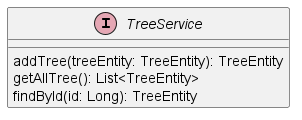 I TreeService
addTree(treeEntity: TreeEntity): TreeEntity
getAllTree(): List<TreeEntity>
findById(id: Long): TreeEntity